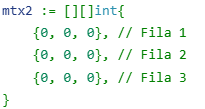 mtx2 := [][]int{
    {0, 0, 0}, // Fila 1
    {0, 0, 0}, // Fila 2
    {0, 0, 0}, // Fila 3
}